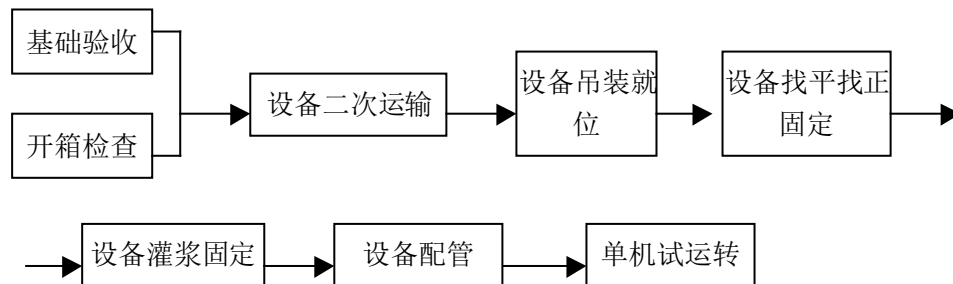 基础验收
开箱检查
设备二次运输
设备吊装就
位
设备找平找正
固定
设备灌浆固定
设备配管
单机试运转